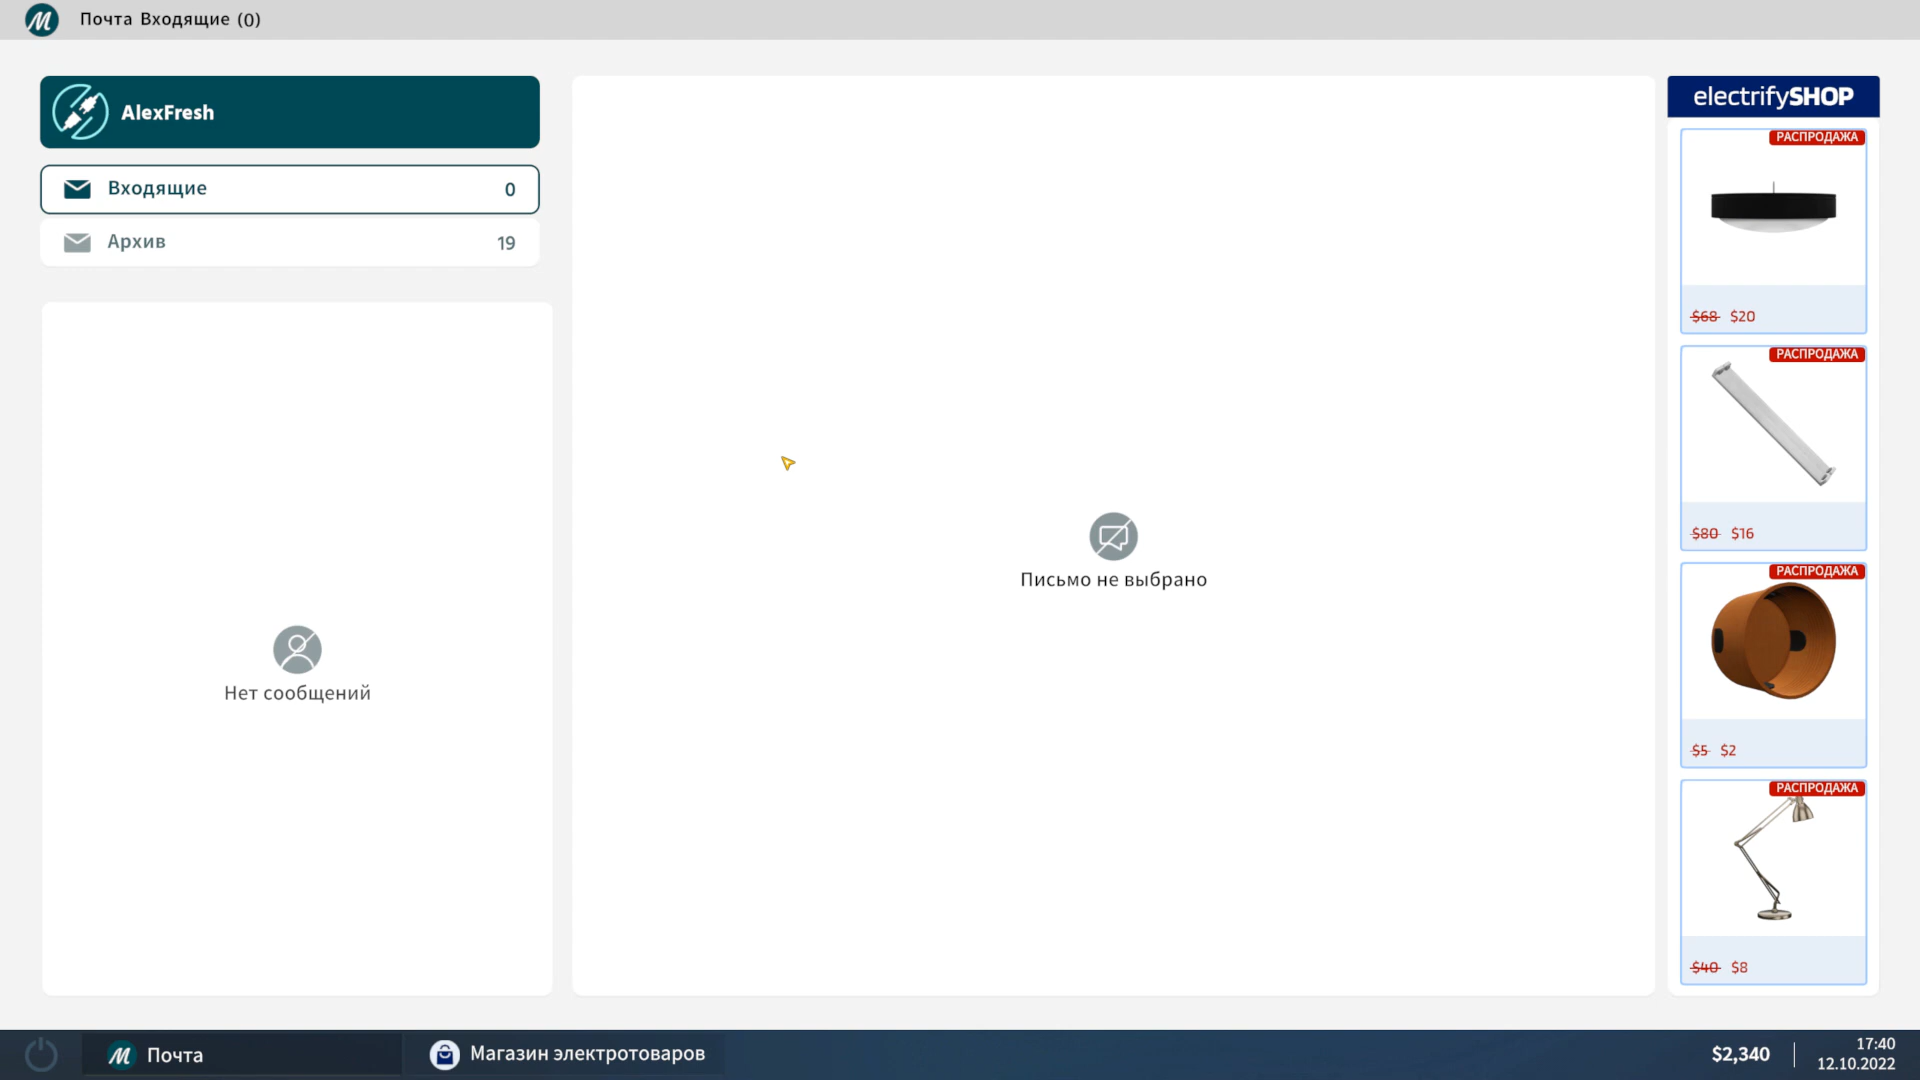 Почта Входящие (0)
AlexFresh
Входящие 0
Архив 19
Нет сообщений
Письмо не выбрано
electrifySHOP
РАСПРОДАЖА
$68 $20
РАСПРОДАЖА
$80 $16
РАСПРОДАЖА
$5 $2
РАСПРОДАЖА
$40 $8
M Почта
Магазин электротоваров
$2,340
17:40
12.10.2022